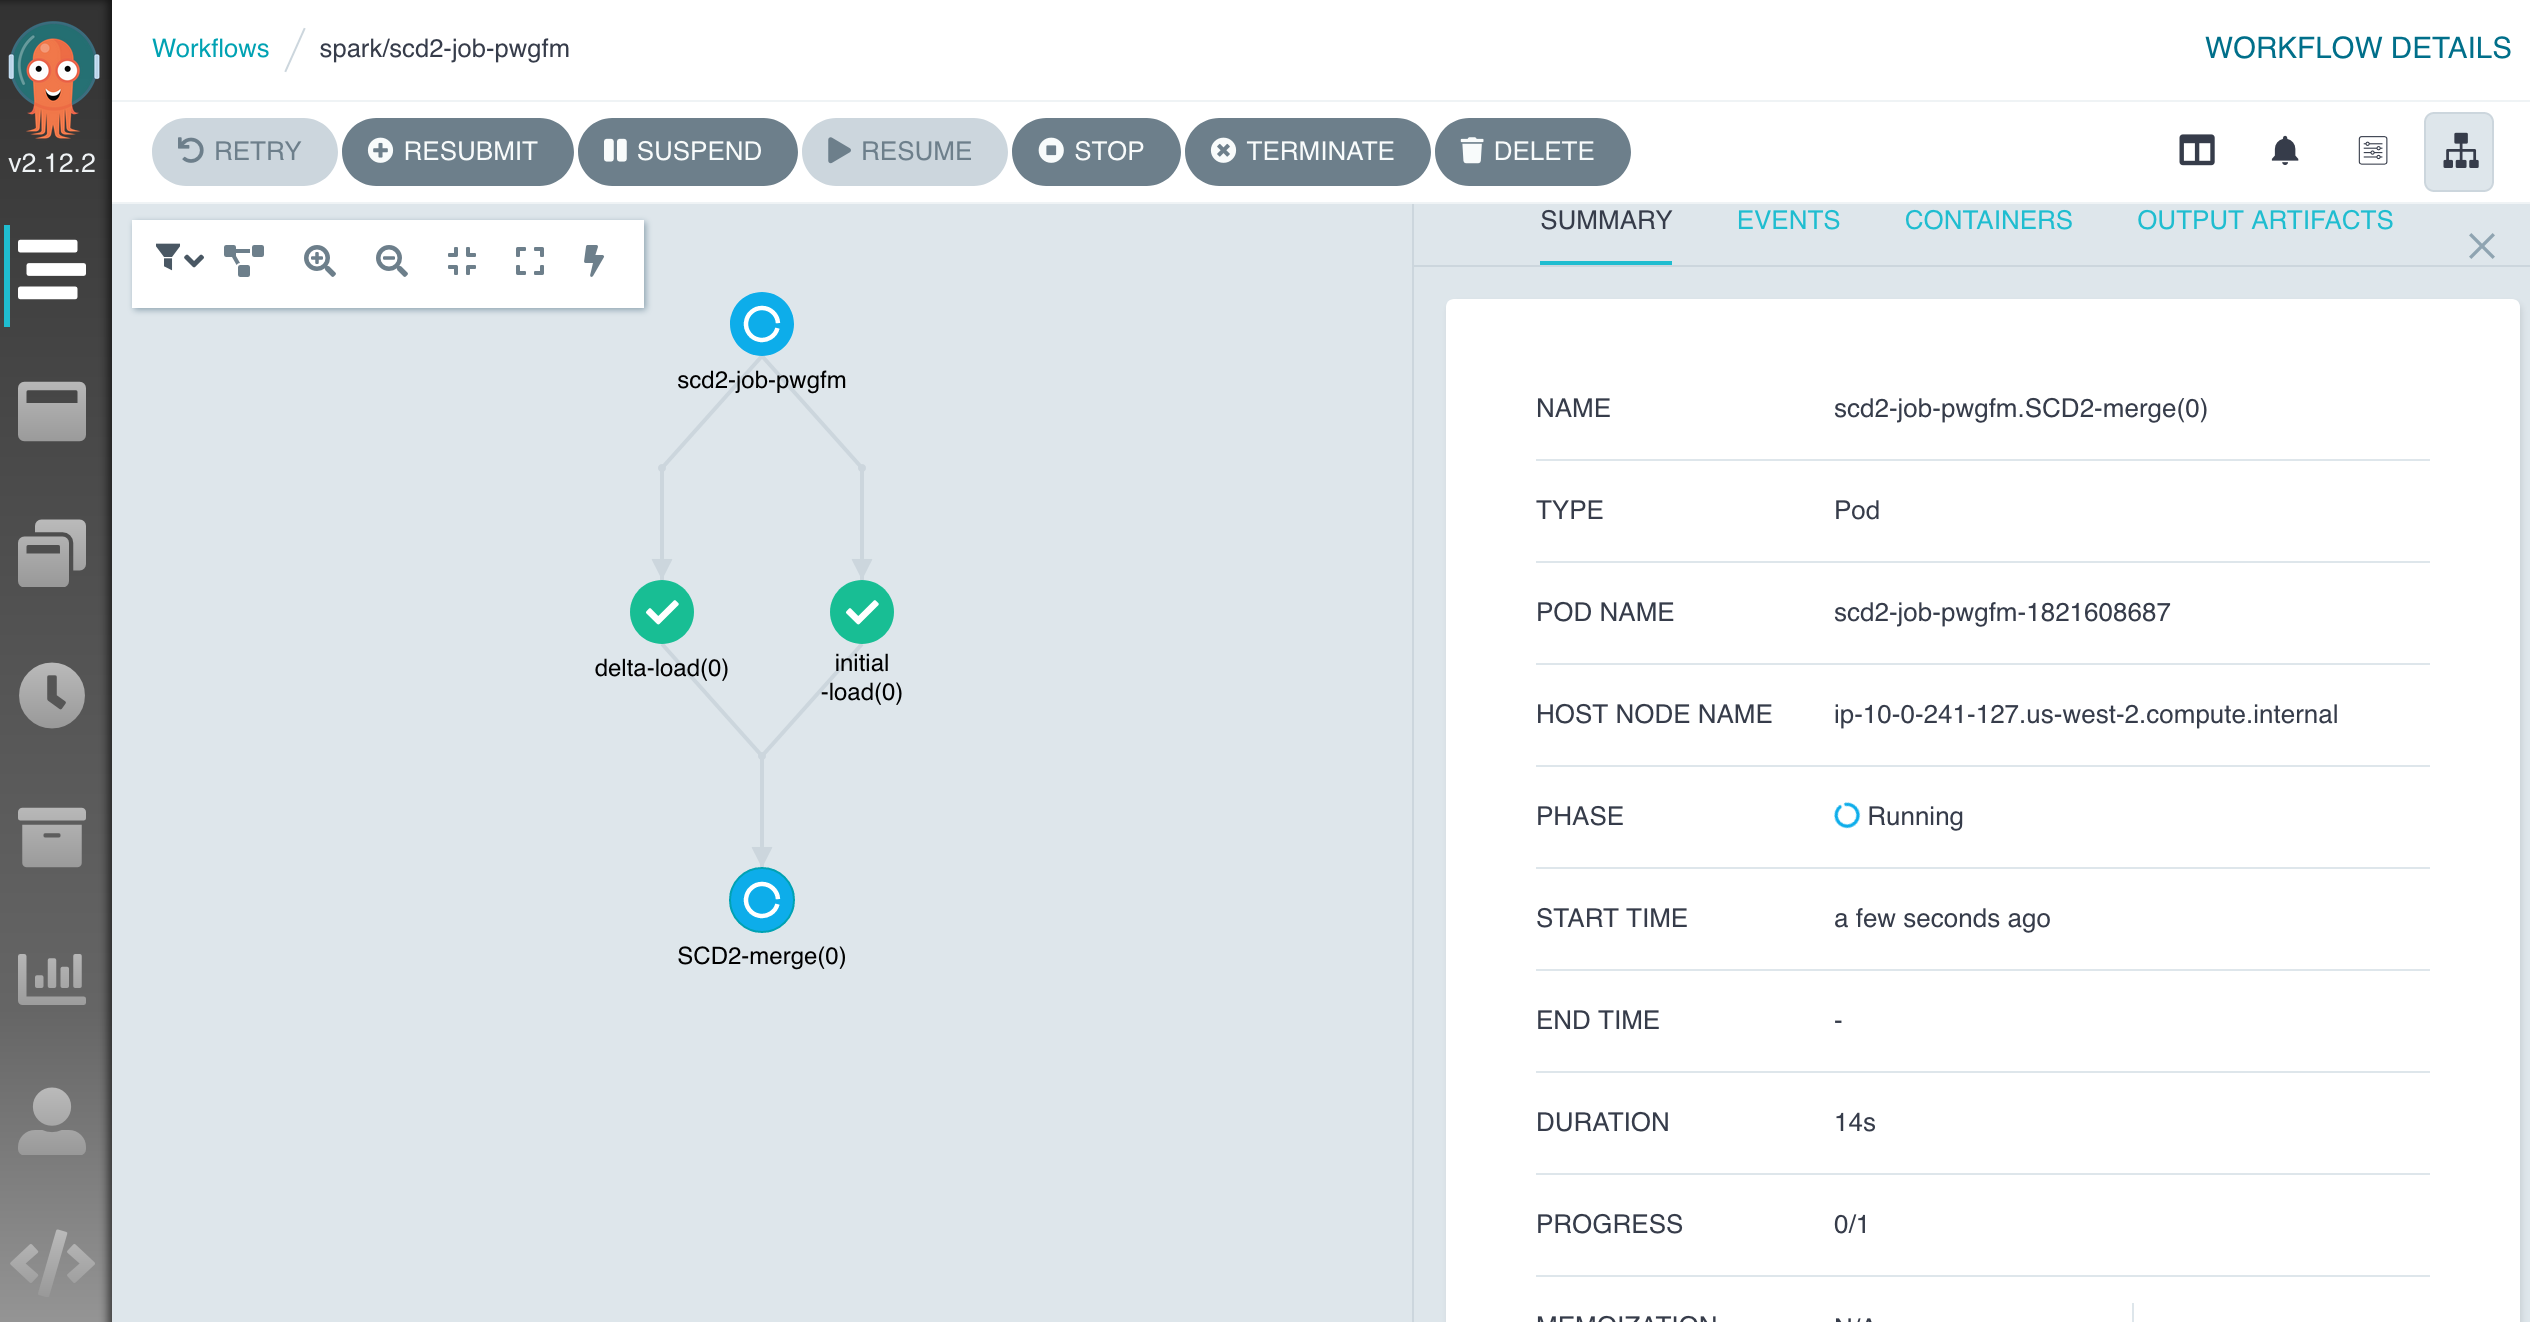 v2.12.2
Workflows
spark/scd2-job-pwgfm
WORKFLOW DETAILS
RETRY
RESUBMIT
SUSPEND
RESUME
STOP
TERMINATE
DELETE
scd2-job-pwgfm
delta-load(0)
initial
-load(0)
SCD2-merge(0)
SUMMARY
EVENTS
CONTAINERS
OUTPUT ARTIFACTS
NAME scd2-job-pwgfm.SCD2-merge(0)
TYPE Pod
POD NAME scd2-job-pwgfm-1821608687
HOST NODE NAME ip-10-0-241-127.us-west-2.compute.internal
PHASE Running
START TIME a few seconds ago
END TIME -
DURATION 14s
PROGRESS 0/1
MEMOIZATION N/A